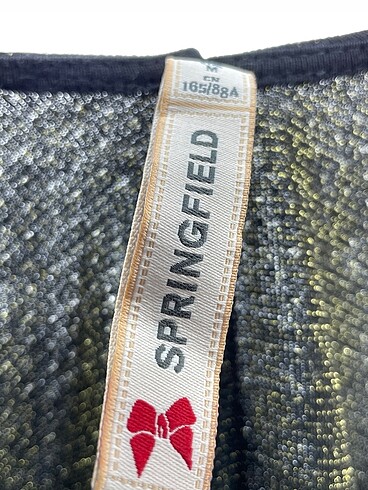 M
CN
165/88A
SPRINGFIELD